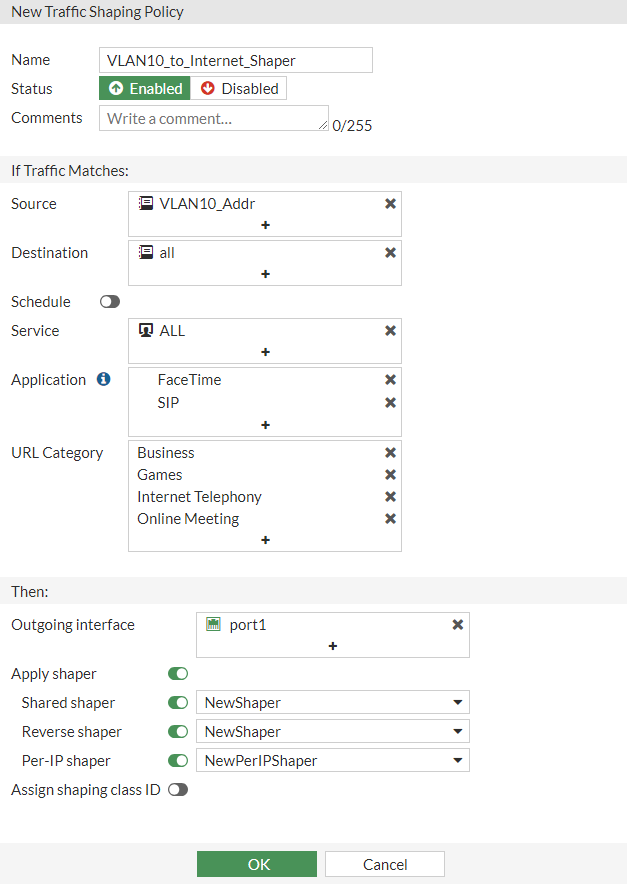 New Traffic Shaping Policy
Name VLAN10_to_Internet_Shaper
Status Enabled Disabled
Comments Write a comment... 0/255
If Traffic Matches:
Source VLAN10_Addr
+
Destination all
+
Schedule
Service ALL
+
Application FaceTime
SIP
+
URL Category Business
Games
Internet Telephony
Online Meeting
+
Then:
Outgoing interface port1
+
Apply shaper
Shared shaper NewShaper
Reverse shaper NewShaper
Per-IP shaper NewPerIPShaper
Assign shaping class ID
OK Cancel